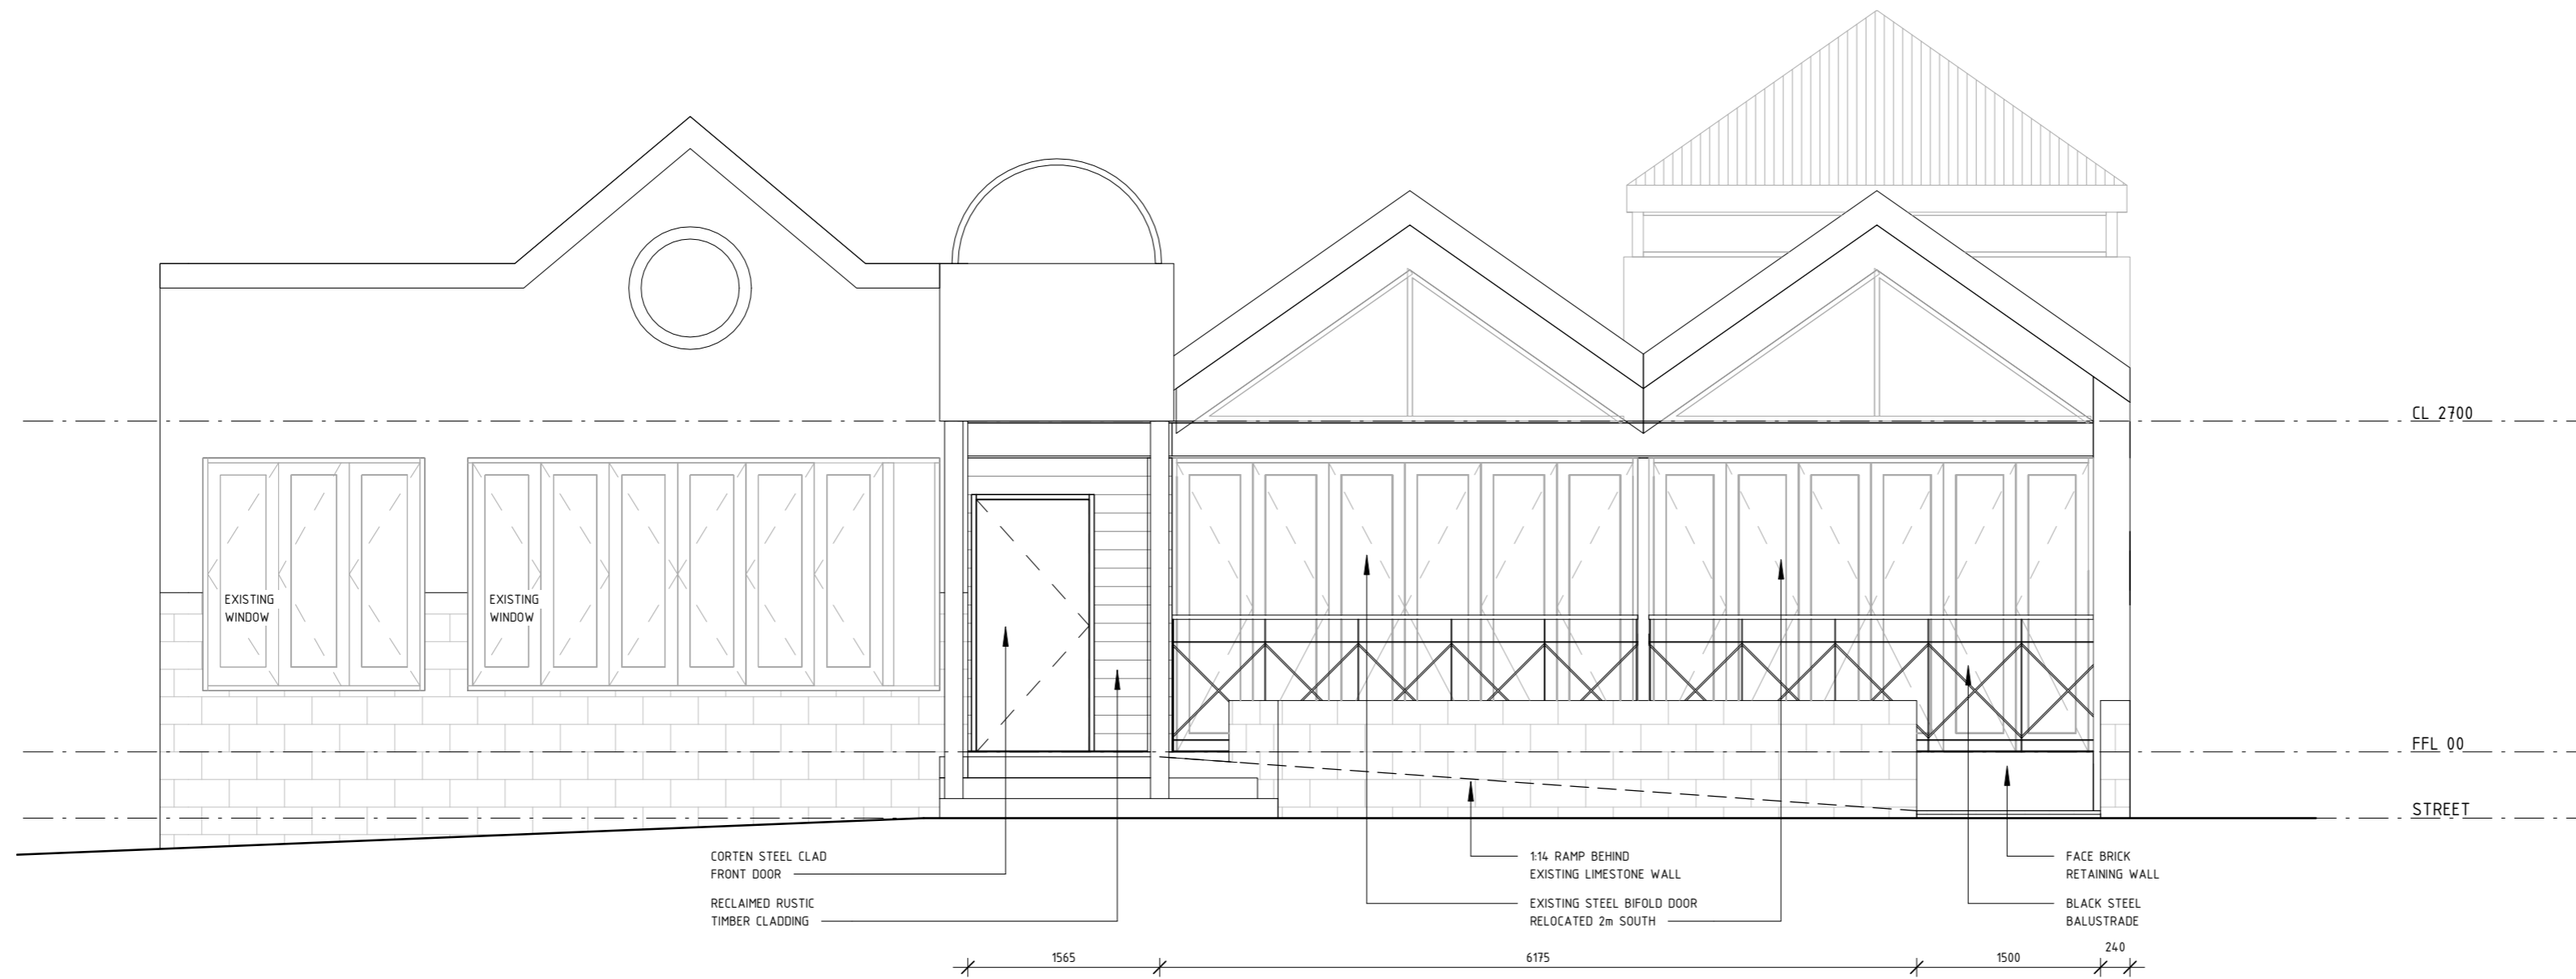 CL 2700
EXISTING
WINDOW
EXISTING
WINDOW
FFL 00
STREET
CORTEN STEEL CLAD
FRONT DOOR
RECLAIMED RUSTIC
TIMBER CLADDING
1:14 RAMP BEHIND
EXISTING LIMESTONE WALL
EXISTING STEEL BIFOLD DOOR
RELOCATED 2m SOUTH
FACE BRICK
RETAINING WALL
BLACK STEEL
BALUSTRADE
1565
6175
1500
240